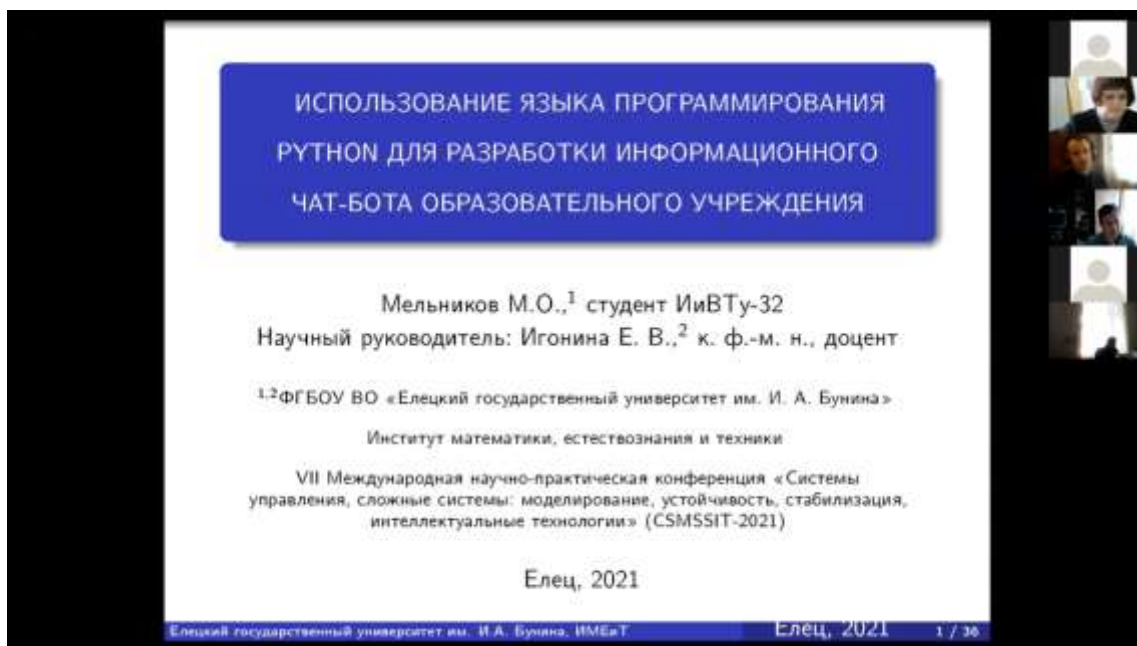 ИСПОЛЬЗОВАНИЕ ЯЗЫКА ПРОГРАММИРОВАНИЯ
PYTHON ДЛЯ РАЗРАБОТКИ ИНФОРМАЦИОННОГО
ЧАТ-БОТА ОБРАЗОВАТЕЛЬНОГО УЧРЕЖДЕНИЯ
Мельников М.О.,¹ студент ИиВТу-32
Научный руководитель: Игонина Е. В.,² к. ф.-м. н., доцент
¹,²ФГБОУ ВО «Елецкий государственный университет им. И. А. Бунина»
Институт математики, естествознания и техники
VII Международная научно-практическая конференция «Системы
управления, сложные системы: моделирование, устойчивость, стабилизация,
интеллектуальные технологии» (CSMSSIT-2021)
Елец, 2021
Елецкий государственный университет им. И.А. Бунина, ИМЕиТ Елец, 2021 1 / 36